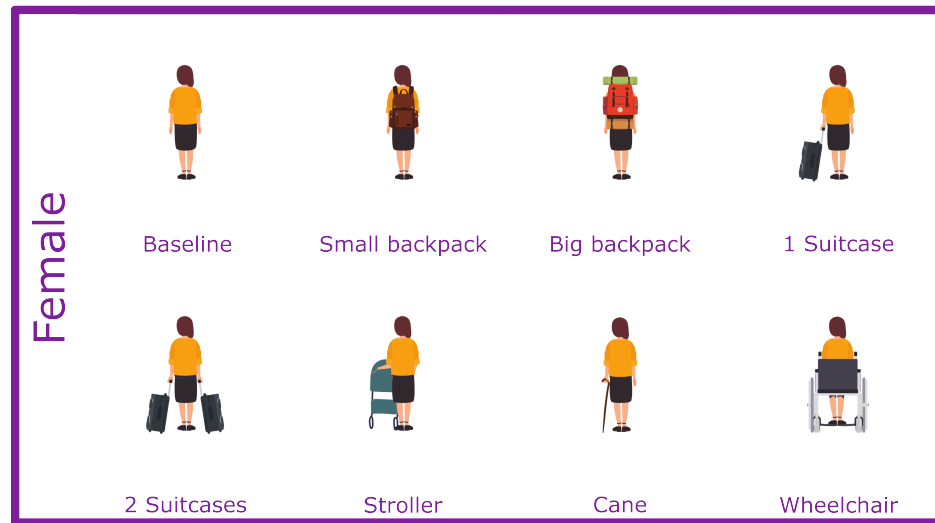 Female
Baseline
Small backpack
Big backpack
1 Suitcase
2 Suitcases
Stroller
Cane
Wheelchair